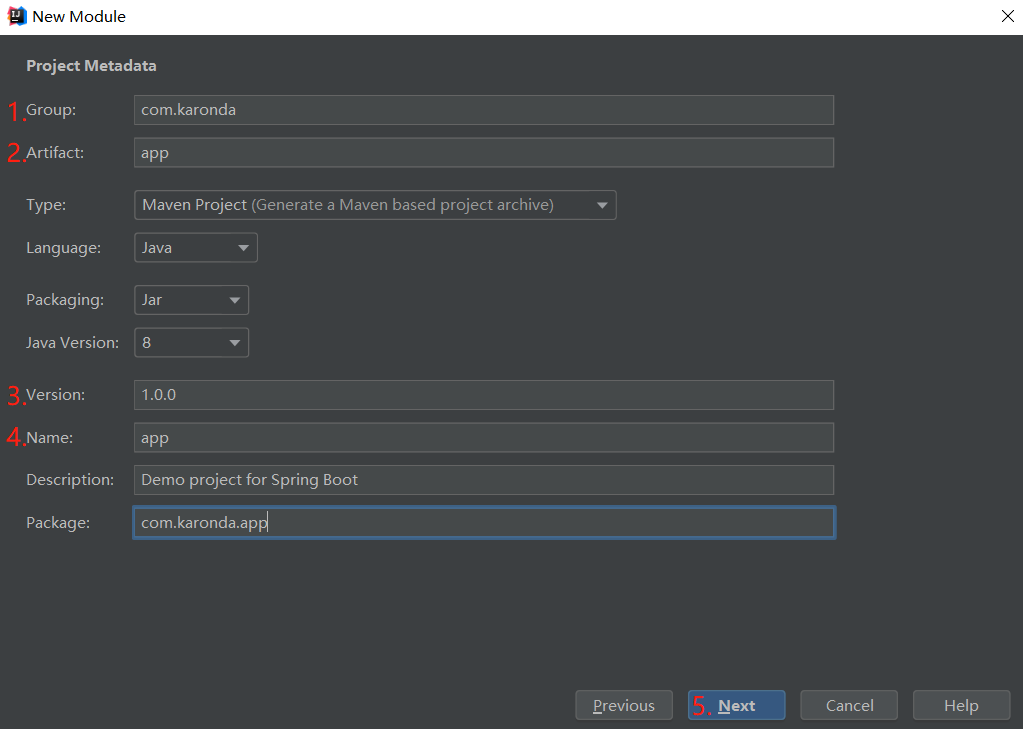 New Module
Project Metadata
1. Group: com.karonda
2. Artifact: app
Type: Maven Project (Generate a Maven based project archive)
Language: Java
Packaging: Jar
Java Version: 8
3. Version: 1.0.0
4. Name: app
Description: Demo project for Spring Boot
Package: com.karonda.app
Previous 5. Next Cancel Help